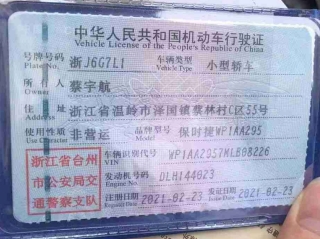 中华人民共和国机动车行驶证
Vehicle License of the People's Republic of China
号牌号码 浙J6G7L1 车辆类型 小型轿车
Plate No. Vehicle Type
所有人 蔡宇航
Owner
住址 浙江省温岭市泽国镇蔡林村C区55号
Address
使用性质 非营运 品牌型号 保时捷WP1AA295
Use Character Model
浙江省台州
市公安局交
通警察支队
车辆识别代号 WP1AA2957MLB08226
VIN
发动机号码 DLH144023
Engine No.
注册日期 2021-02-23 发证日期 2021-02-23
Register Date Issue Date